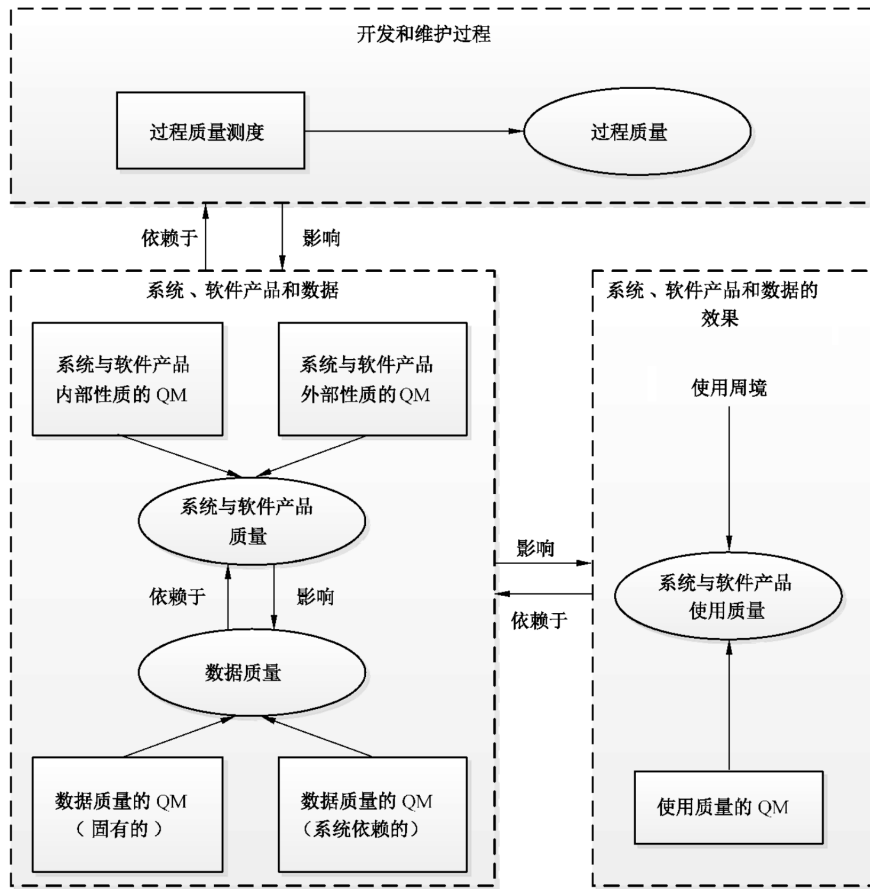 开发和维护过程
过程质量测度
过程质量
依赖于
影响
系统、软件产品和数据
系统与软件产品
内部性质的 QM
系统与软件产品
外部性质的 QM
系统与软件产品
质量
依赖于
影响
数据质量
数据质量的 QM
（固有的）
数据质量的 QM
（系统依赖的）
影响
依赖于
系统、软件产品和数据的
效果
使用周境
系统与软件产品
使用质量
使用质量的 QM